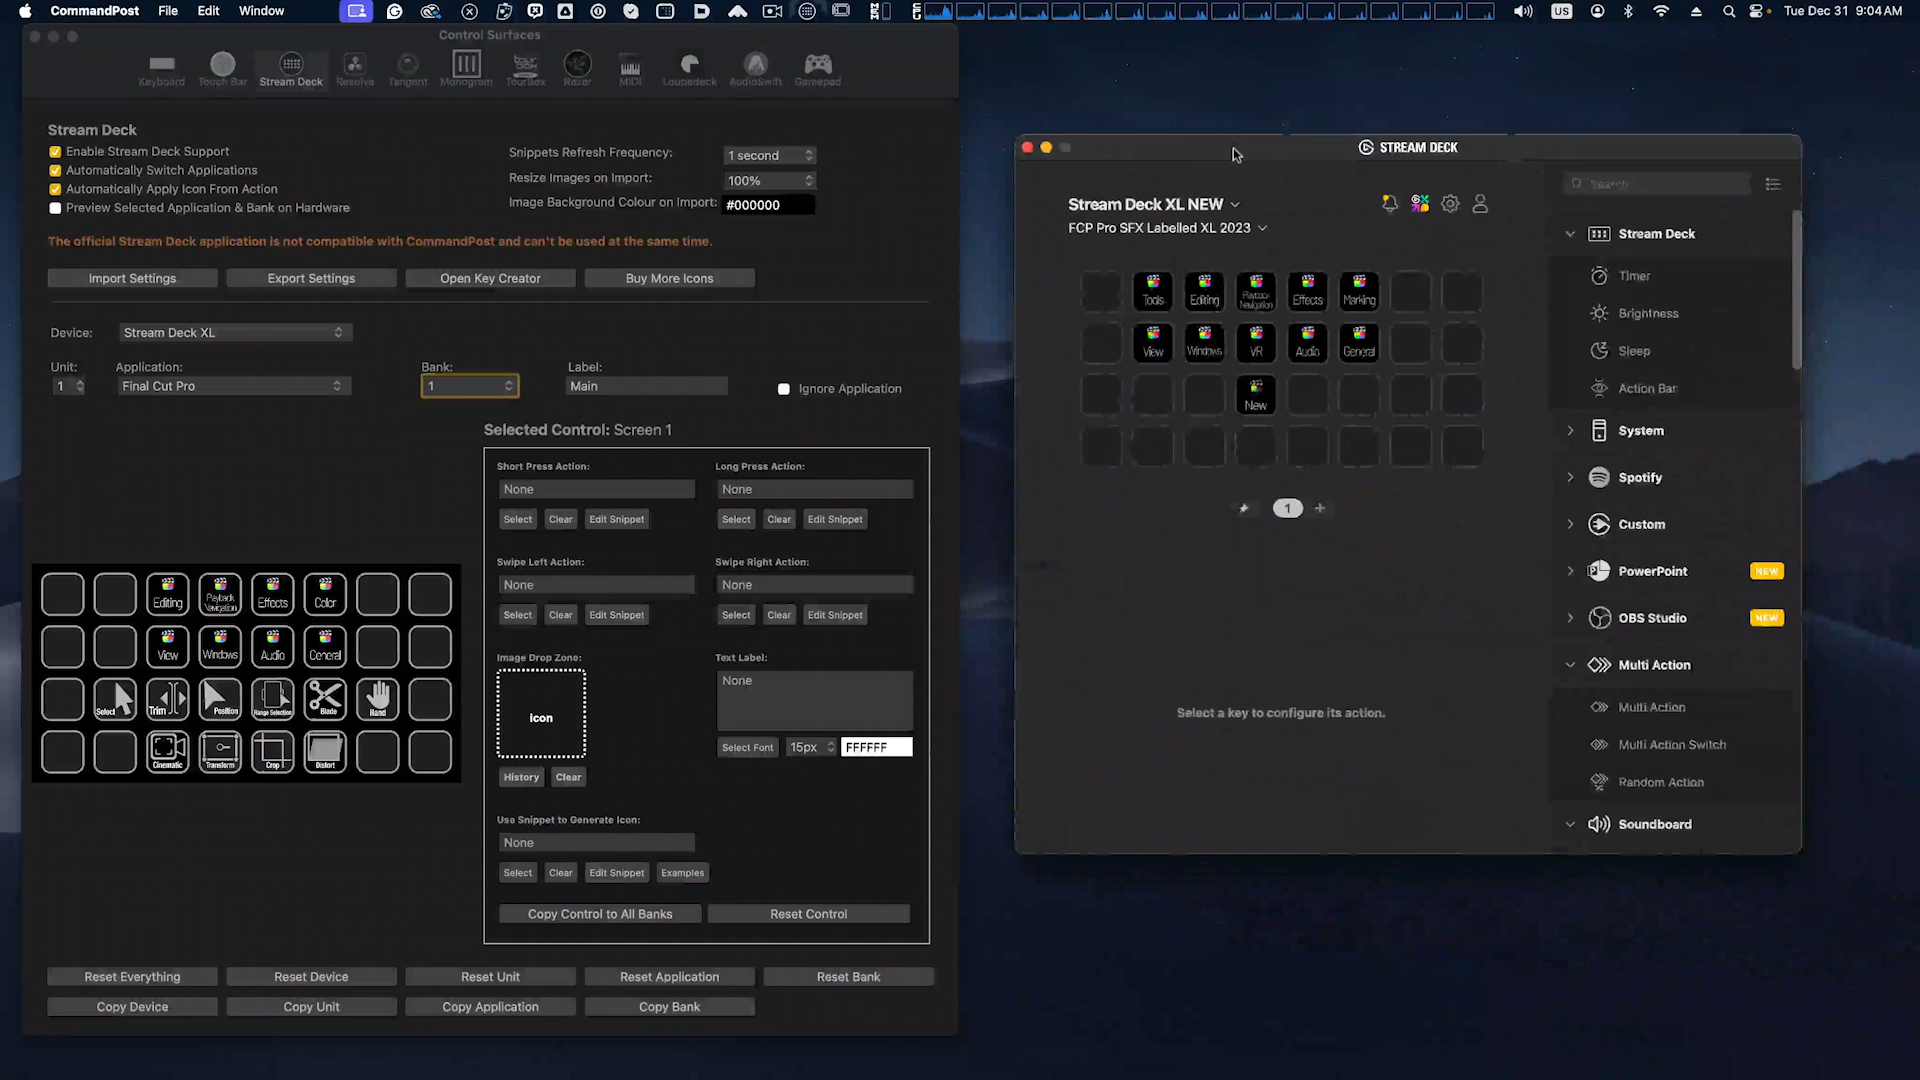 CommandPost File Edit Window
US Tue Dec 31 9:04 AM
Control Surfaces
Keyboard Touch Bar Stream Deck Resolve Tangent Monogram TourBox Razer MIDI Loupedeck AudioSwift Gamepad
Stream Deck
Enable Stream Deck Support
Automatically Switch Applications
Automatically Apply Icon From Action
Preview Selected Application & Bank on Hardware
Snippets Refresh Frequency: 1 second
Resize Images on Import: 100%
Image Background Colour on Import: #000000
The official Stream Deck application is not compatible with CommandPost and can't be used at the same time.
Import Settings Export Settings Open Key Creator Buy More Icons
Device: Stream Deck XL
Unit: Application: Bank: Label:
1 Final Cut Pro 1 Main Ignore Application
Selected Control: Screen 1
Short Press Action: Long Press Action:
None None
Select Clear Edit Snippet Select Clear Edit Snippet
Swipe Left Action: Swipe Right Action:
None None
Select Clear Edit Snippet Select Clear Edit Snippet
Image Drop Zone: Text Label:
icon None
Select Font 15px FFFFFF
History Clear
Use Snippet to Generate Icon:
None
Select Clear Edit Snippet Examples
Copy Control to All Banks Reset Control
Editing Playback Navigation Effects Color
View Windows Audio General
Select Trim Position Range Selection Blade Hand
Cinematic Transform Crop Distort
Reset Everything Reset Device Reset Unit Reset Application Reset Bank
Copy Device Copy Unit Copy Application Copy Bank
STREAM DECK
Stream Deck XL NEW
FCP Pro SFX Labelled XL 2023
Tools Editing Playback Navigation Effects Marking
View Windows VR Audio General
New
1
Select a key to configure its action.
Search
Stream Deck
Timer
Brightness
Sleep
Action Bar
System
Spotify
Custom
PowerPoint NEW
OBS Studio NEW
Multi Action
Multi Action
Multi Action Switch
Random Action
Soundboard